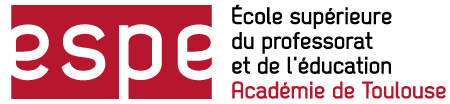 espe
École supérieure
du professorat
et de l'éducation
Académie de Toulouse